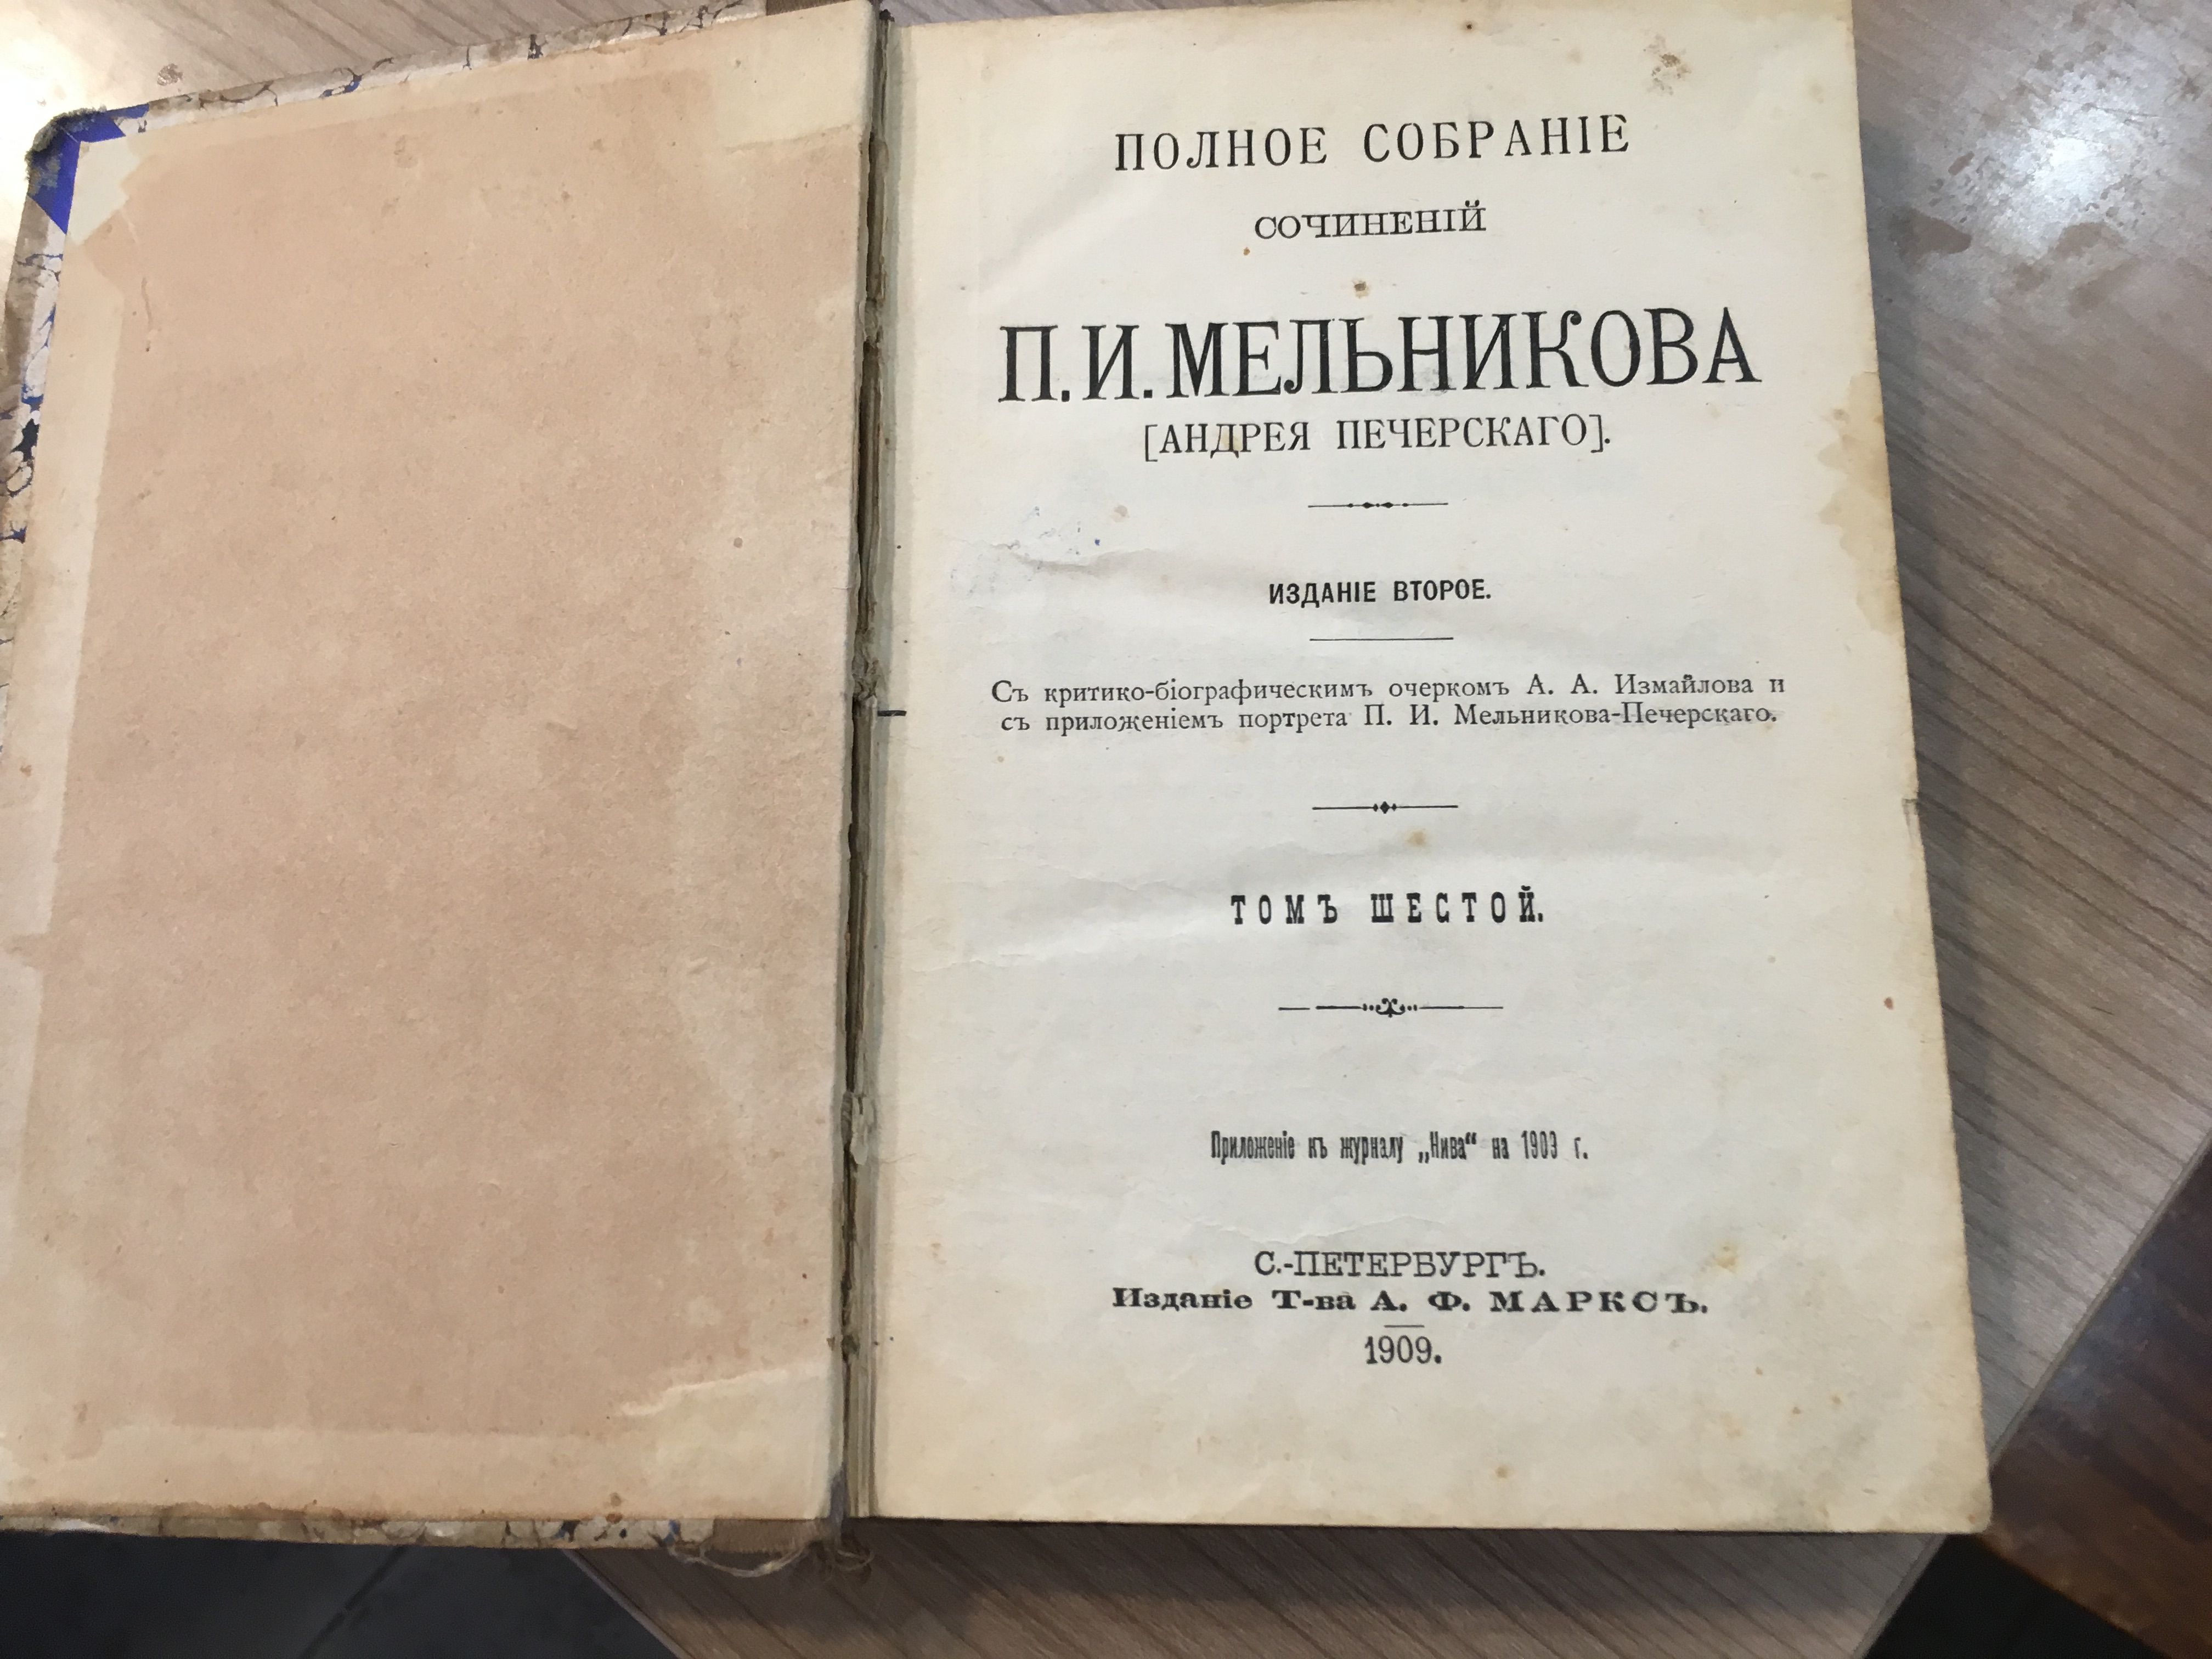 ПОЛНОЕ СОБРАНІЕ
СОЧИНЕНІЙ
П. И. МЕЛЬНИКОВА
[АНДРЕЯ ПЕЧЕРСКАГО].
ИЗДАНІЕ ВТОРОЕ.
Съ критико-біографическимъ очеркомъ А. А. Измайлова и
съ приложеніемъ портрета П. И. Мельникова-Печерскаго.
ТОМЪ ШЕСТОЙ.
Приложеніе къ журналу „Нива“ на 1909 г.
С.-ПЕТЕРБУРГЪ.
Изданіе Т-ва А. Ф. МАРКСЪ.
1909.